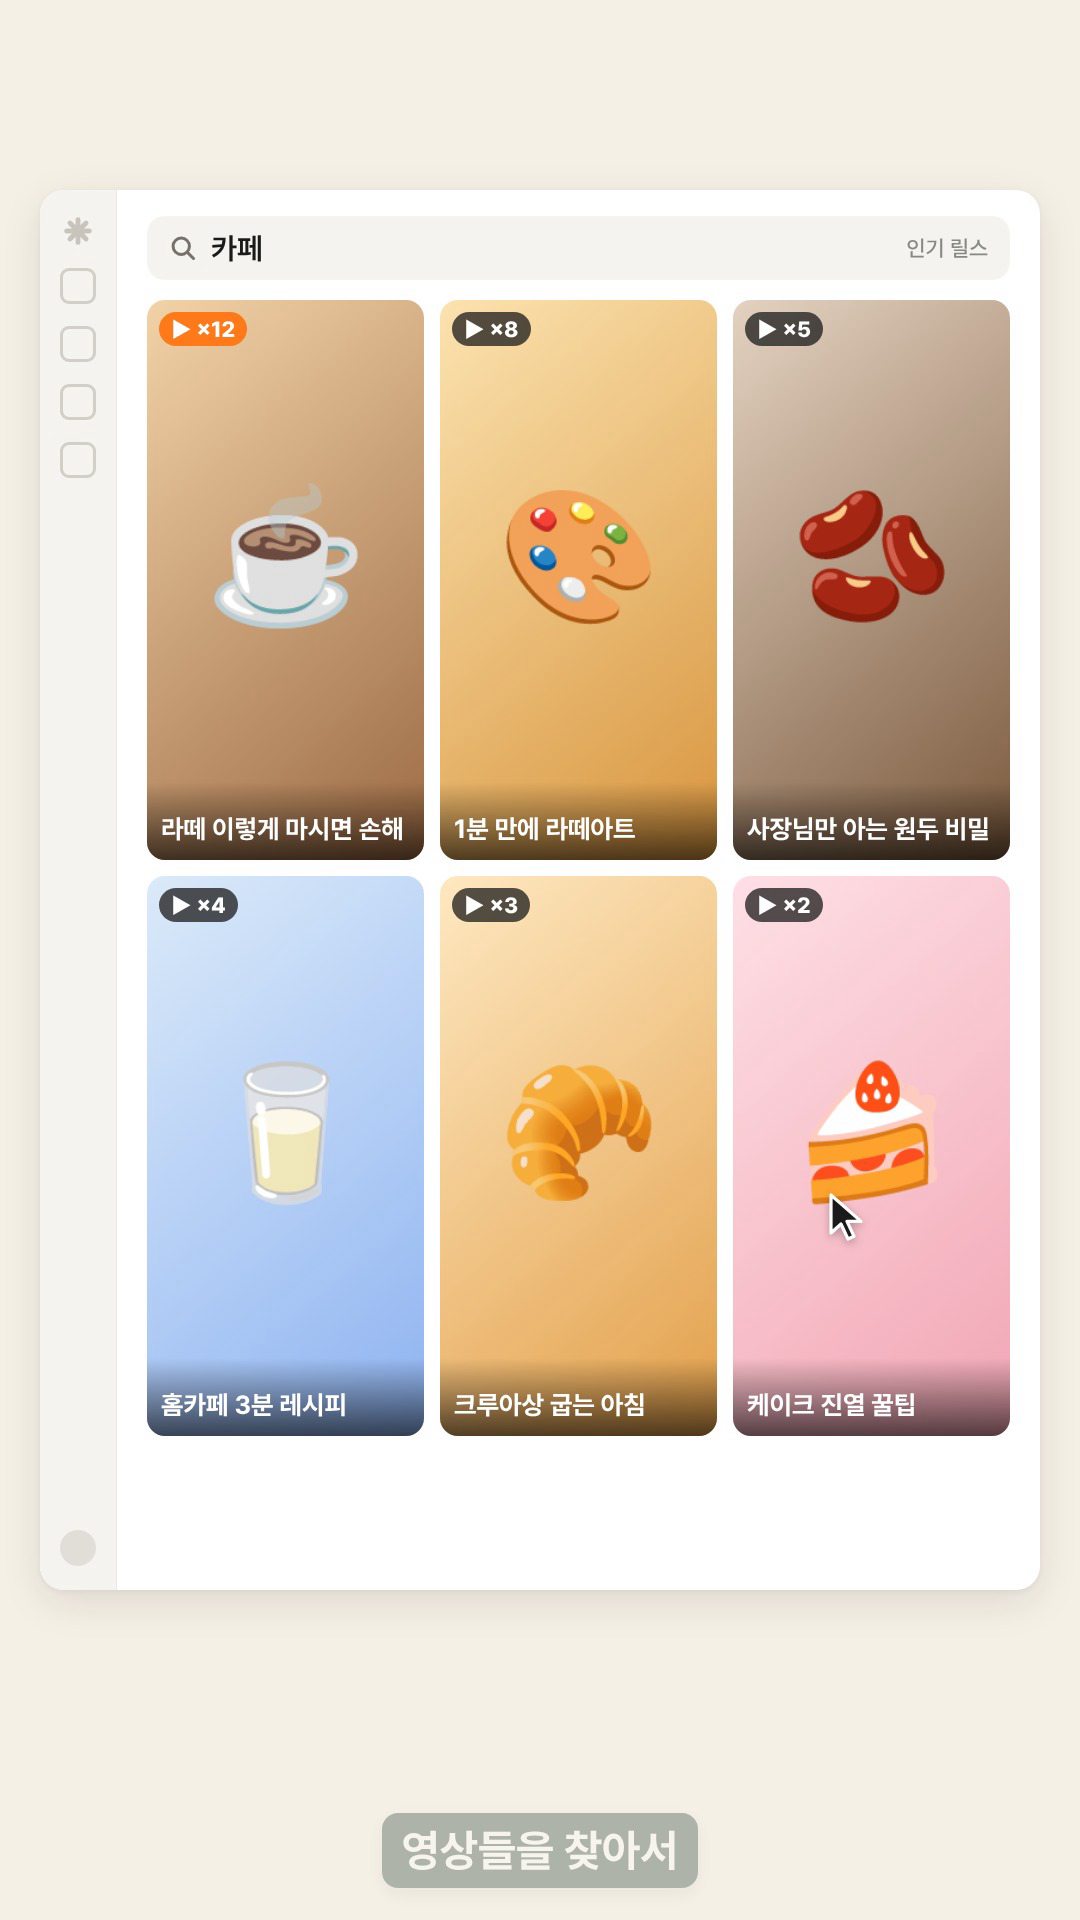 카페
인기 릴스
▶ ×12
라떼 이렇게 마시면 손해
▶ ×8
1분 만에 라떼아트
▶ ×5
사장님만 아는 원두 비밀
▶ ×4
홈카페 3분 레시피
▶ ×3
크루아상 굽는 아침
▶ ×2
케이크 진열 꿀팁
영상들을 찾아서